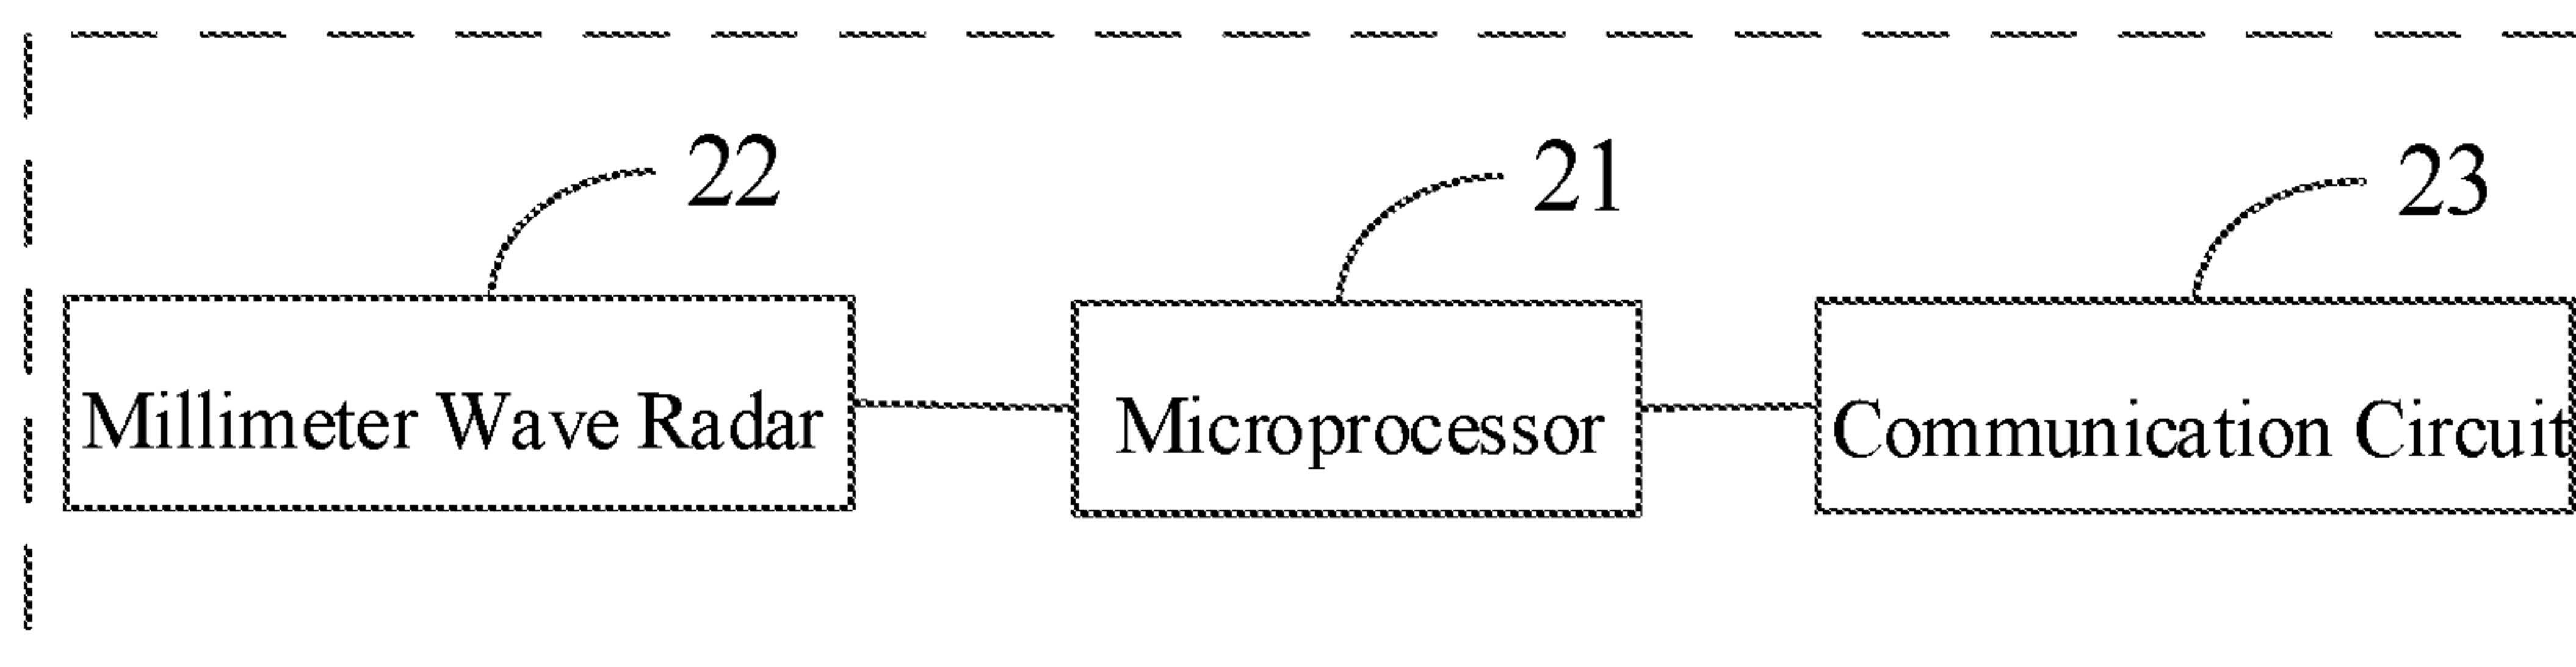 22
21
23
Millimeter Wave Radar
Microprocessor
Communication Circuit